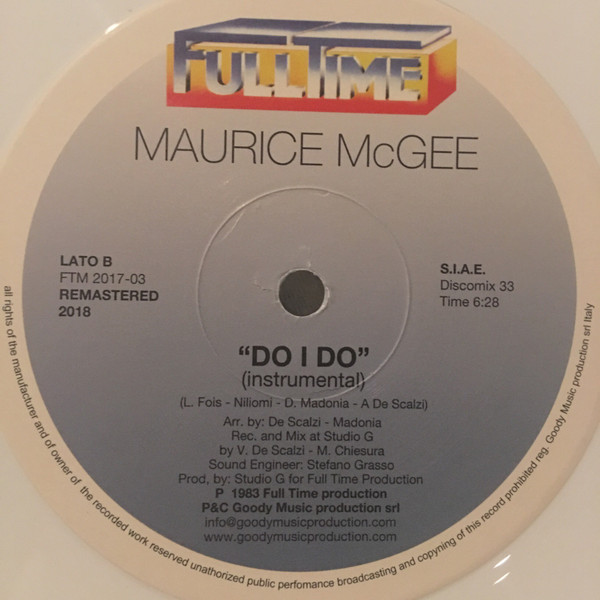 FULLTIME
MAURICE McGEE
LATO B
FTM 2017-03
REMASTERED
2018
S.I.A.E.
Discomix 33
Time 6:28
“DO I DO”
(instrumental)
(L. Fois - Niliomi - D. Madonia - A De Scalzi)
Arr. by: De Scalzi - Madonia
Rec. and Mix at Studio G
by V. De Scalzi - M. Chiesura
Sound Engineer: Stefano Grasso
Prod, by: Studio G for Full Time Production
P 1983 Full Time production
P&C Goody Music production srl
info@goodymusicproduction.com
www.goodymusicproduction.com
all rights of the manufacturer and of owner of the recorded work reserved unathorized public perfomance broadcasting and copyning of this record prohibited reg. Goody Music production srl Italy